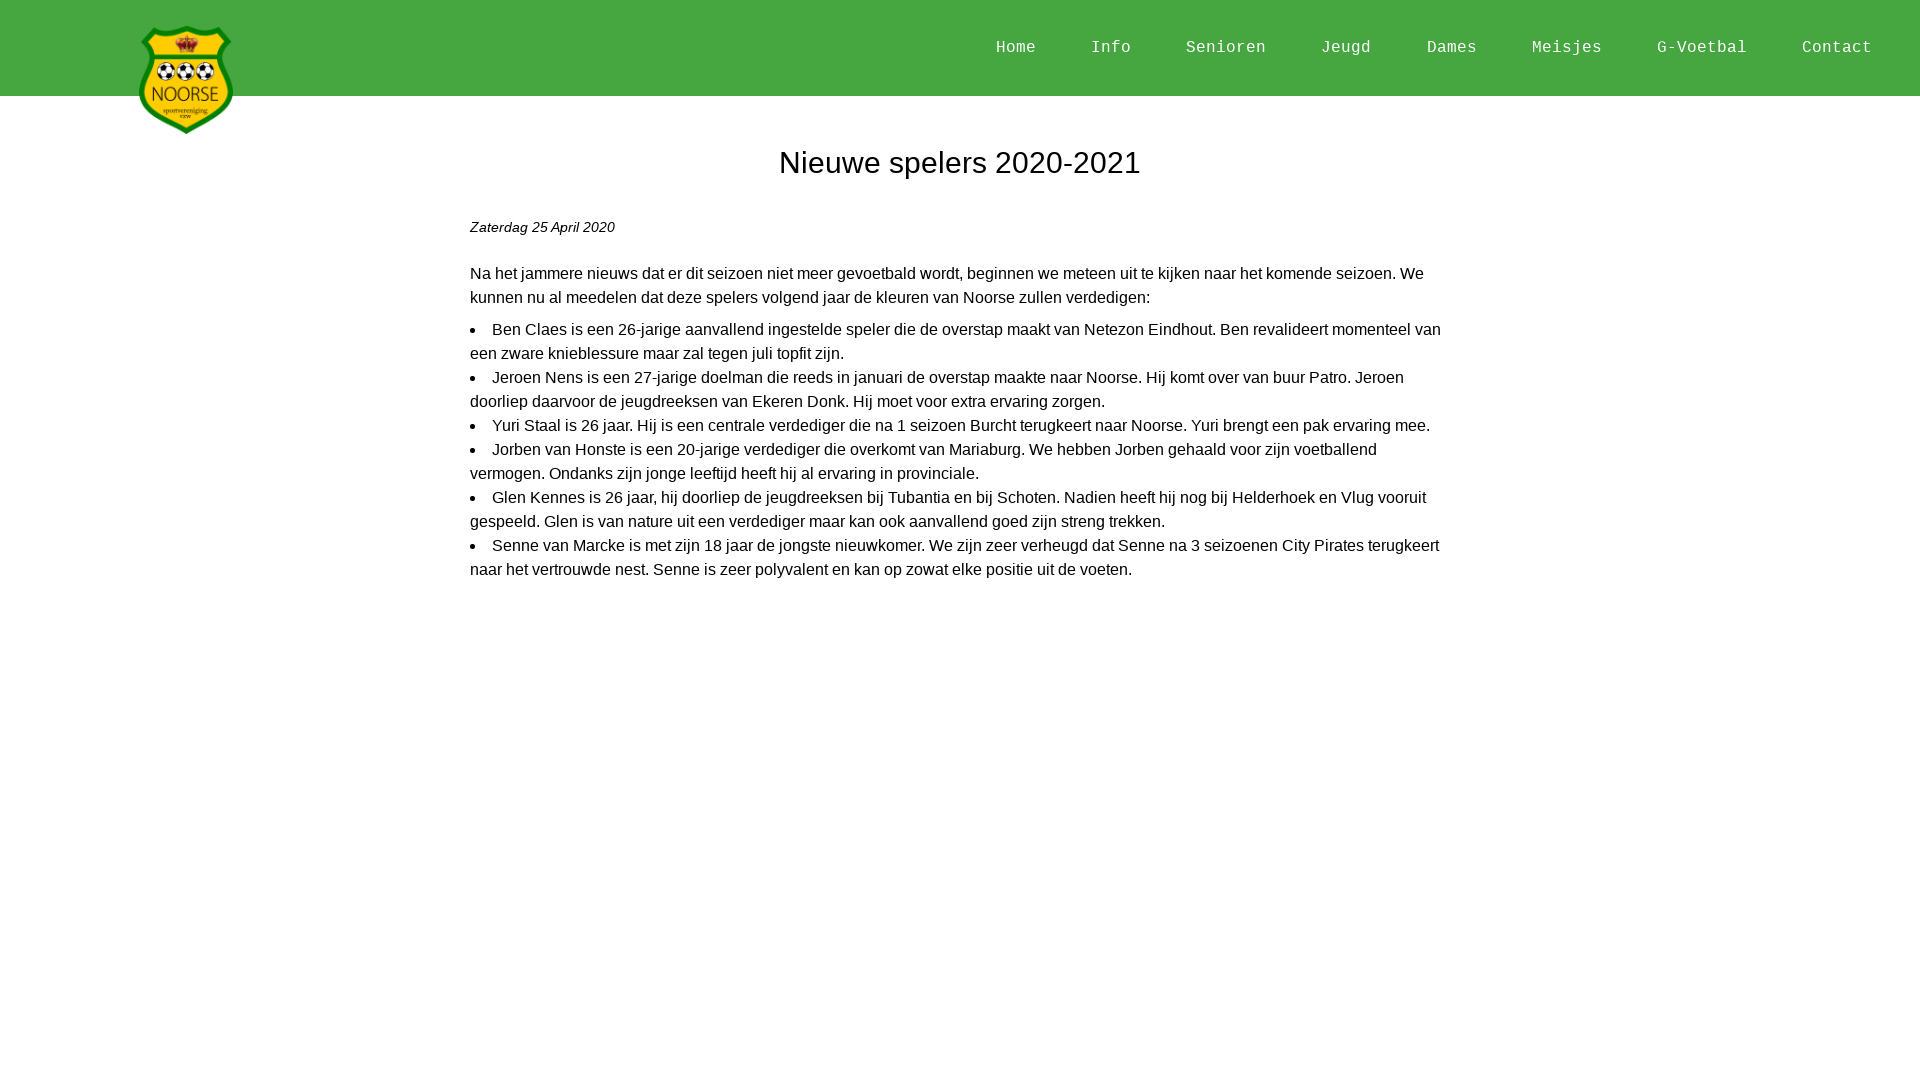 Home Info Senioren Jeugd Dames Meisjes G-Voetbal Contact
NOORSE
sportvereniging
vzw
Nieuwe spelers 2020-2021
Zaterdag 25 April 2020
Na het jammere nieuws dat er dit seizoen niet meer gevoetbald wordt, beginnen we meteen uit te kijken naar het komende seizoen. We
kunnen nu al meedelen dat deze spelers volgend jaar de kleuren van Noorse zullen verdedigen:
• Ben Claes is een 26-jarige aanvallend ingestelde speler die de overstap maakt van Netezon Eindhout. Ben revalideert momenteel van
een zware knieblessure maar zal tegen juli topfit zijn.
• Jeroen Nens is een 27-jarige doelman die reeds in januari de overstap maakte naar Noorse. Hij komt over van buur Patro. Jeroen
doorliep daarvoor de jeugdreeksen van Ekeren Donk. Hij moet voor extra ervaring zorgen.
• Yuri Staal is 26 jaar. Hij is een centrale verdediger die na 1 seizoen Burcht terugkeert naar Noorse. Yuri brengt een pak ervaring mee.
• Jorben van Honste is een 20-jarige verdediger die overkomt van Mariaburg. We hebben Jorben gehaald voor zijn voetballend
vermogen. Ondanks zijn jonge leeftijd heeft hij al ervaring in provinciale.
• Glen Kennes is 26 jaar, hij doorliep de jeugdreeksen bij Tubantia en bij Schoten. Nadien heeft hij nog bij Helderhoek en Vlug vooruit
gespeeld. Glen is van nature uit een verdediger maar kan ook aanvallend goed zijn streng trekken.
• Senne van Marcke is met zijn 18 jaar de jongste nieuwkomer. We zijn zeer verheugd dat Senne na 3 seizoenen City Pirates terugkeert
naar het vertrouwde nest. Senne is zeer polyvalent en kan op zowat elke positie uit de voeten.